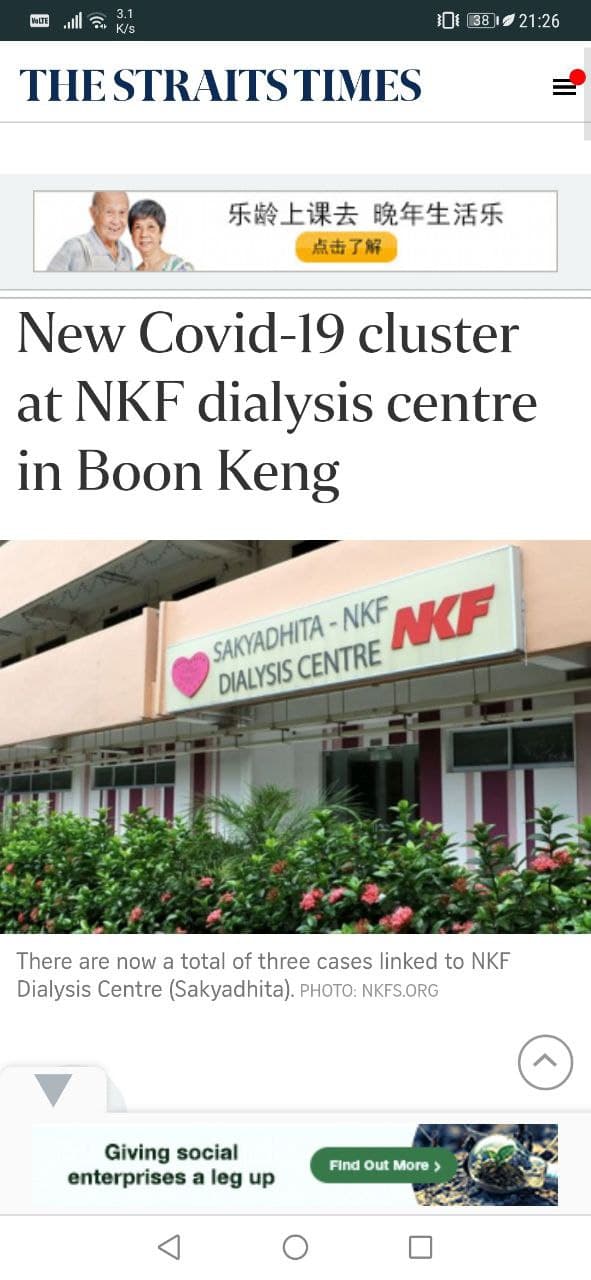 VoLTE 3.1 K/s 38 21:26
THE STRAITS TIMES
乐龄上课去 晚年生活乐
点击了解
New Covid-19 cluster
at NKF dialysis centre
in Boon Keng
SAKYADHITA - NKF
DIALYSIS CENTRE
NKF
There are now a total of three cases linked to NKF
Dialysis Centre (Sakyadhita). PHOTO: NKFS.ORG
Giving social
enterprises a leg up
Find Out More >